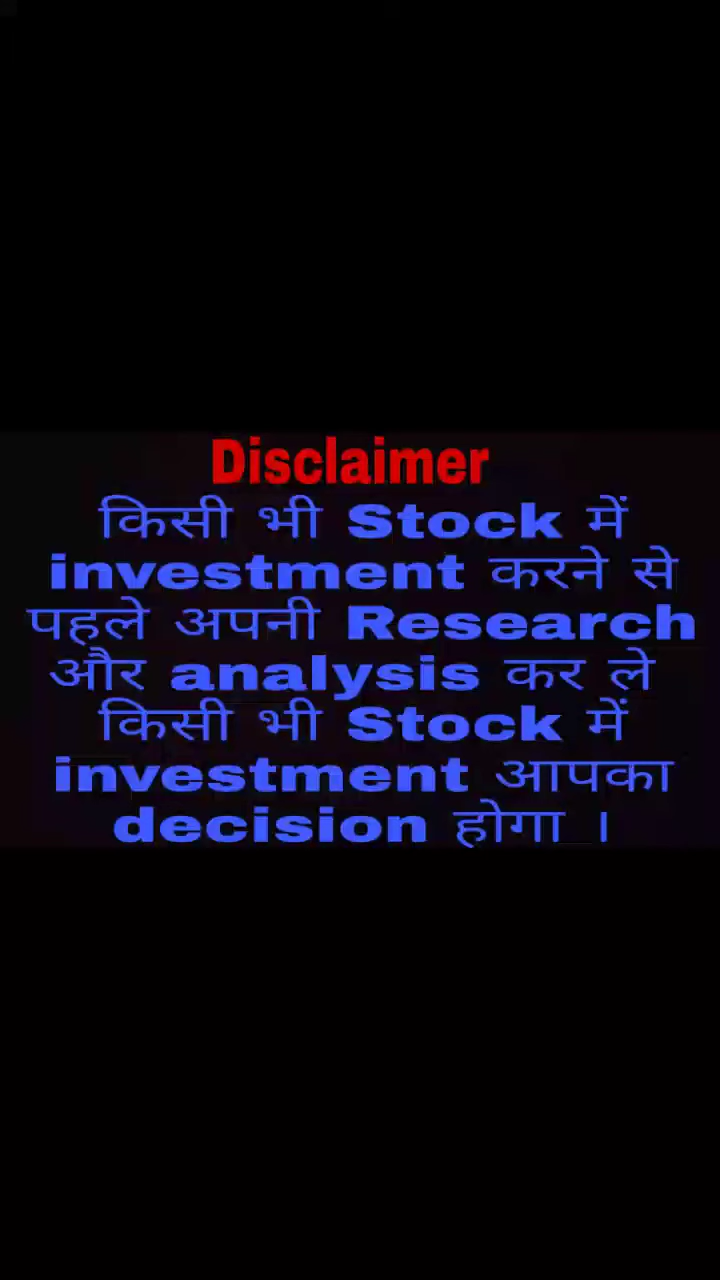 Disclaimer
किसी भी Stock में
investment करने से
पहले अपनी Research
और analysis कर ले
किसी भी Stock में
investment आपका
decision होगा ।